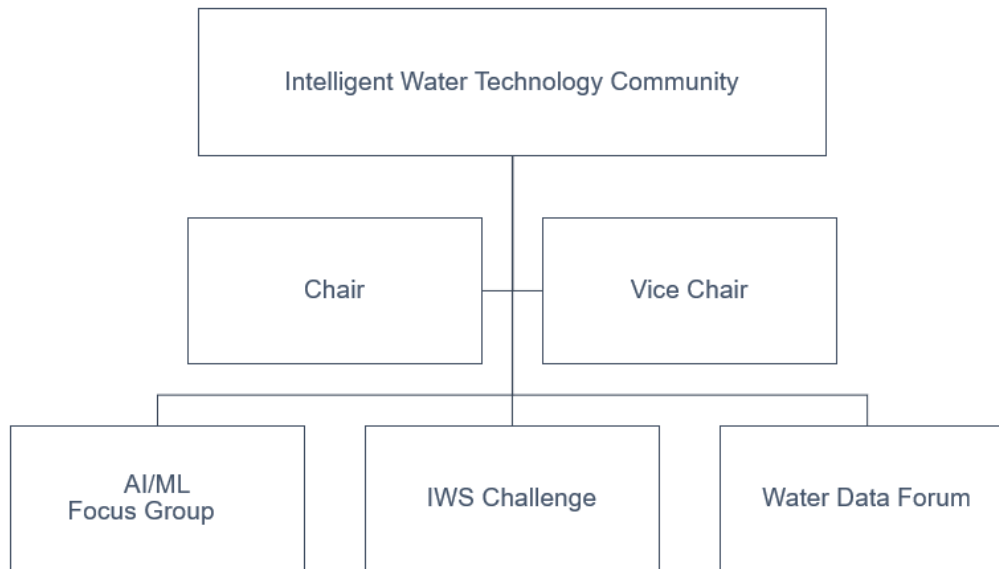 Intelligent Water Technology Community
Chair
Vice Chair
AI/ML
Focus Group
IWS Challenge
Water Data Forum